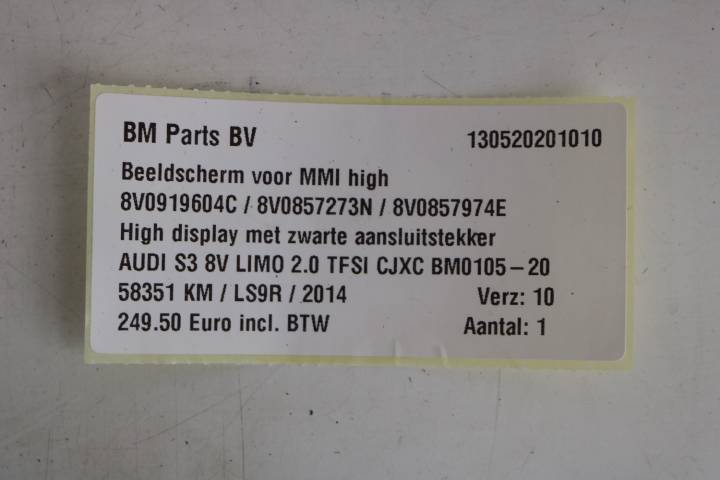 BM Parts BV 130520201010
Beeldscherm voor MMI high
8V0919604C / 8V0857273N / 8V0857974E
High display met zwarte aansluitstekker
AUDI S3 8V LIMO 2.0 TFSI CJXC BM0105-20
58351 KM / LS9R / 2014 Verz: 10
249.50 Euro incl. BTW Aantal: 1